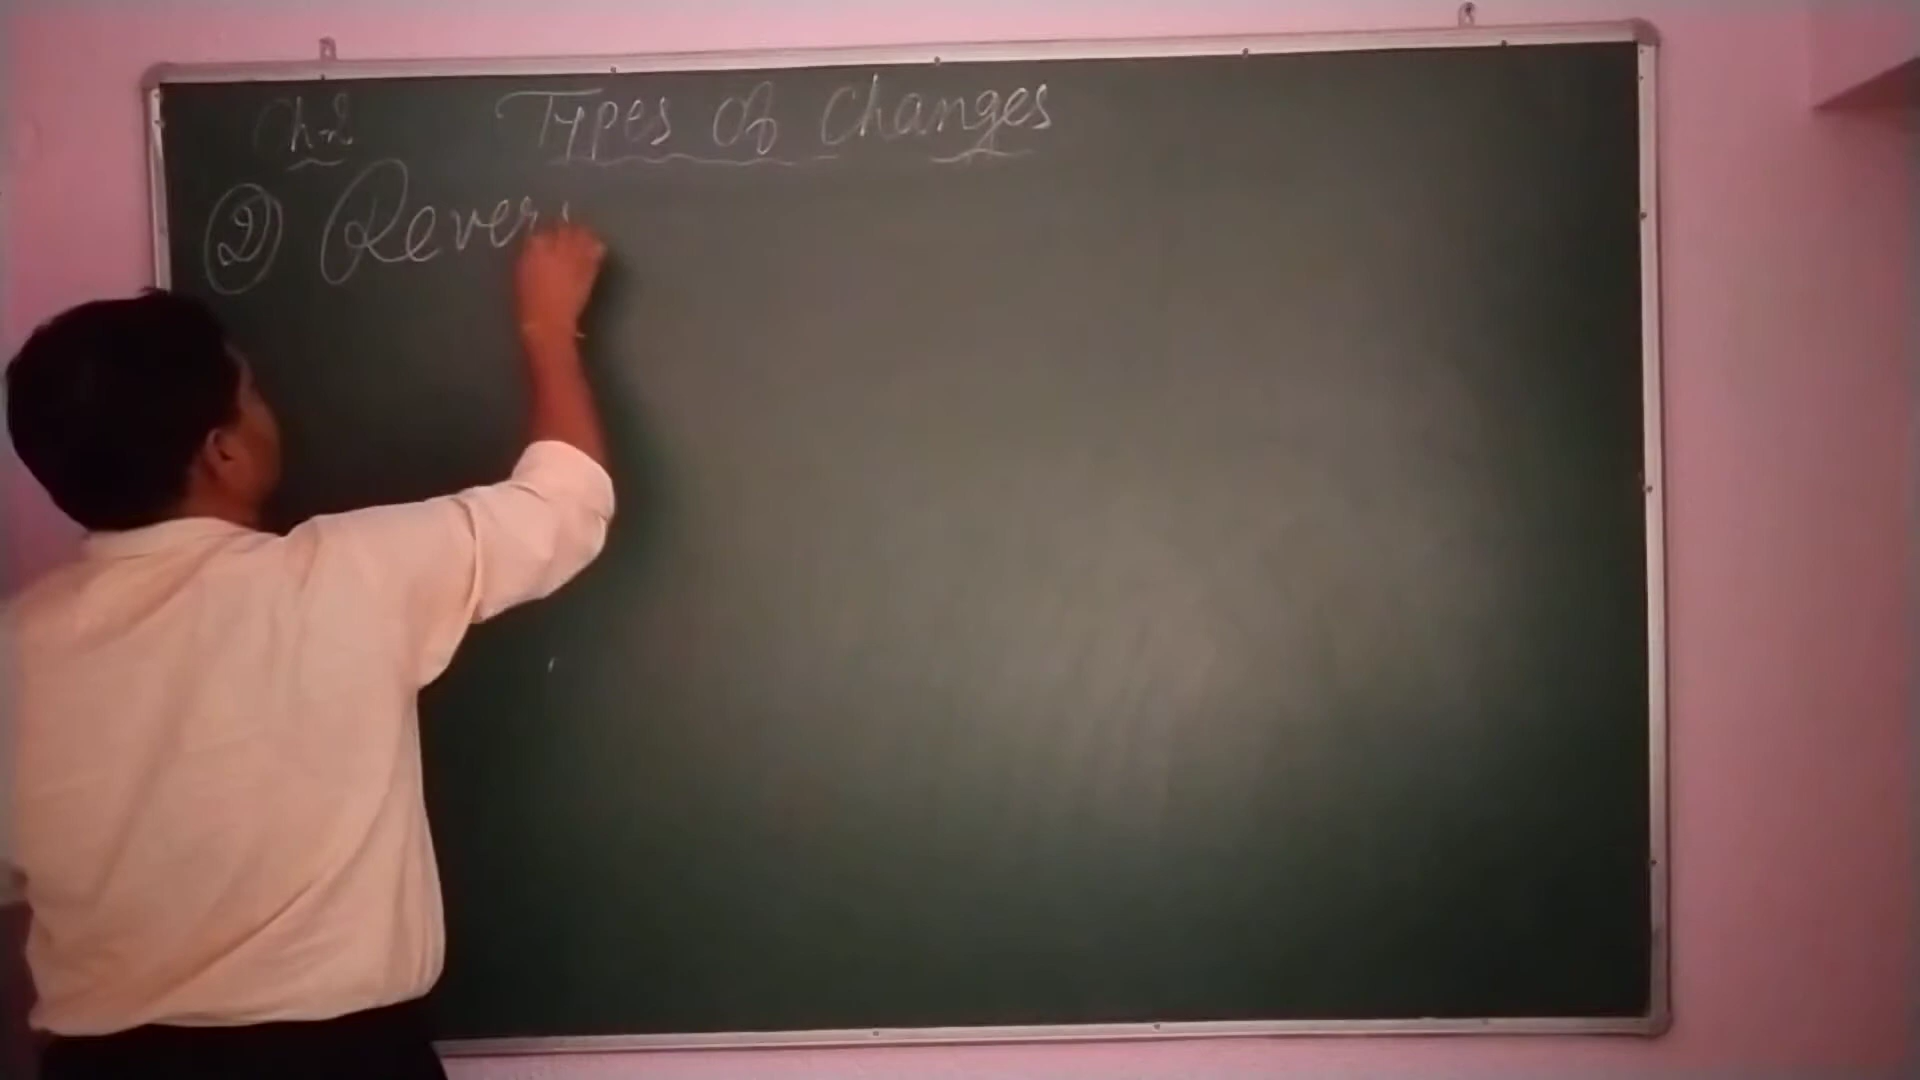 Ch-2 Types of Changes
② Rever